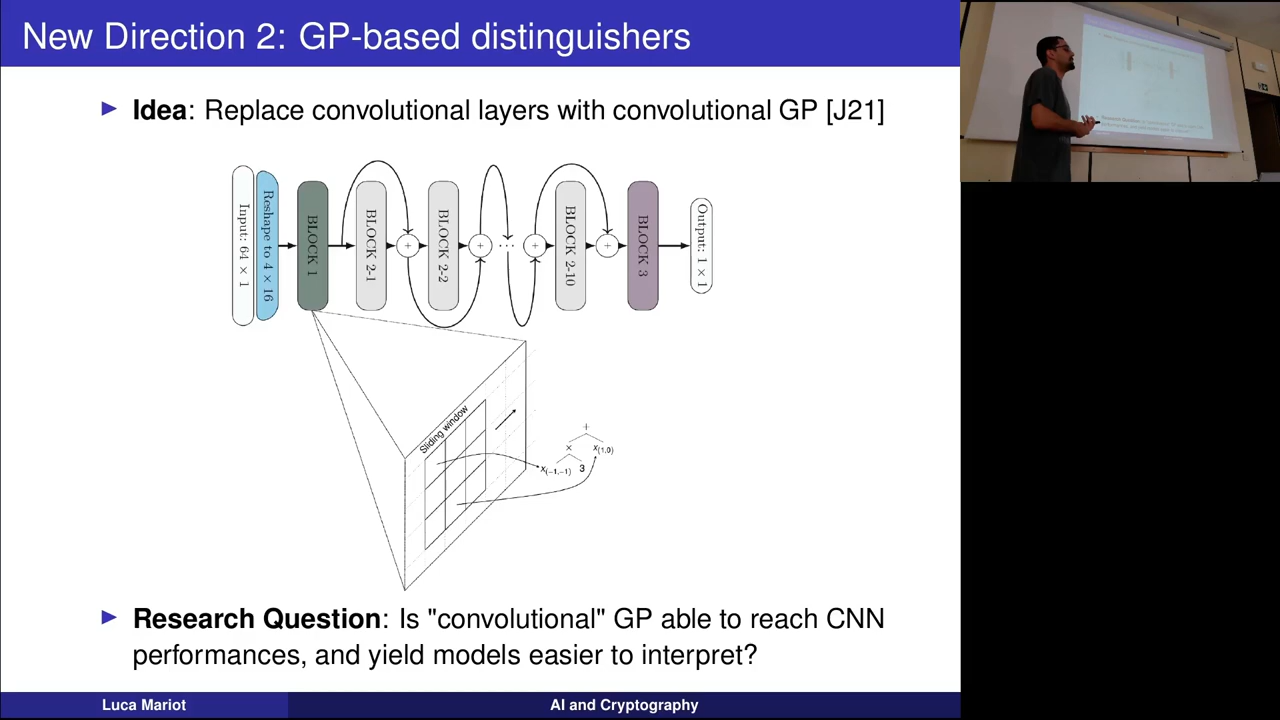 New Direction 2: GP-based distinguishers
Idea: Replace convolutional layers with convolutional GP [J21]
Input: 64 × 1
Reshape to 4 × 16
BLOCK 1
BLOCK 2-1
+
BLOCK 2-2
+
...
+
BLOCK 2-10
+
BLOCK 3
Output: 1 × 1
Sliding window
+
×
x(1,0)
x(−1,−1)
3
Research Question: Is "convolutional" GP able to reach CNN
performances, and yield models easier to interpret?
Luca Mariot
AI and Cryptography